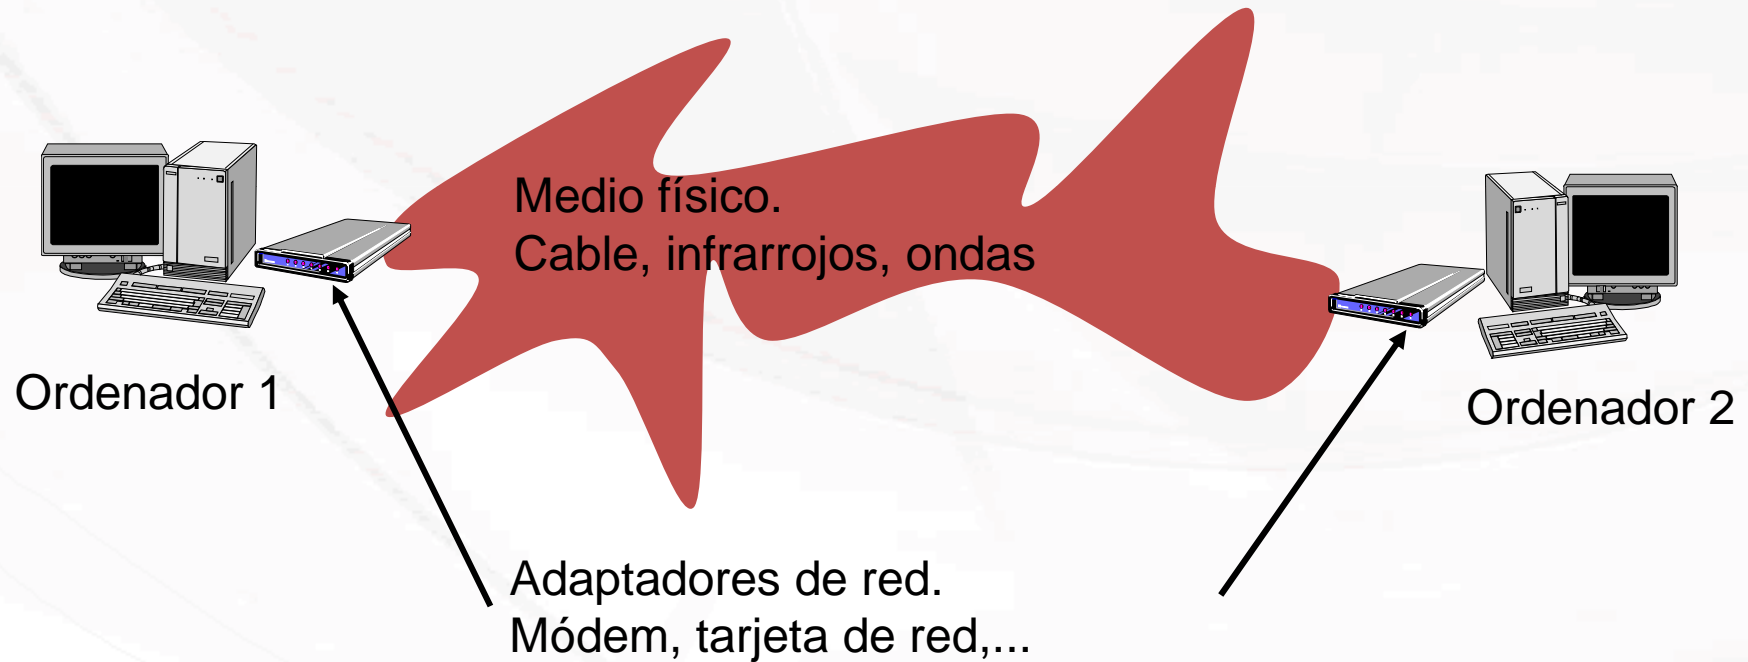 Medio físico.
Cable, infrarrojos, ondas
Ordenador 1
Ordenador 2
Adaptadores de red.
Módem, tarjeta de red,...